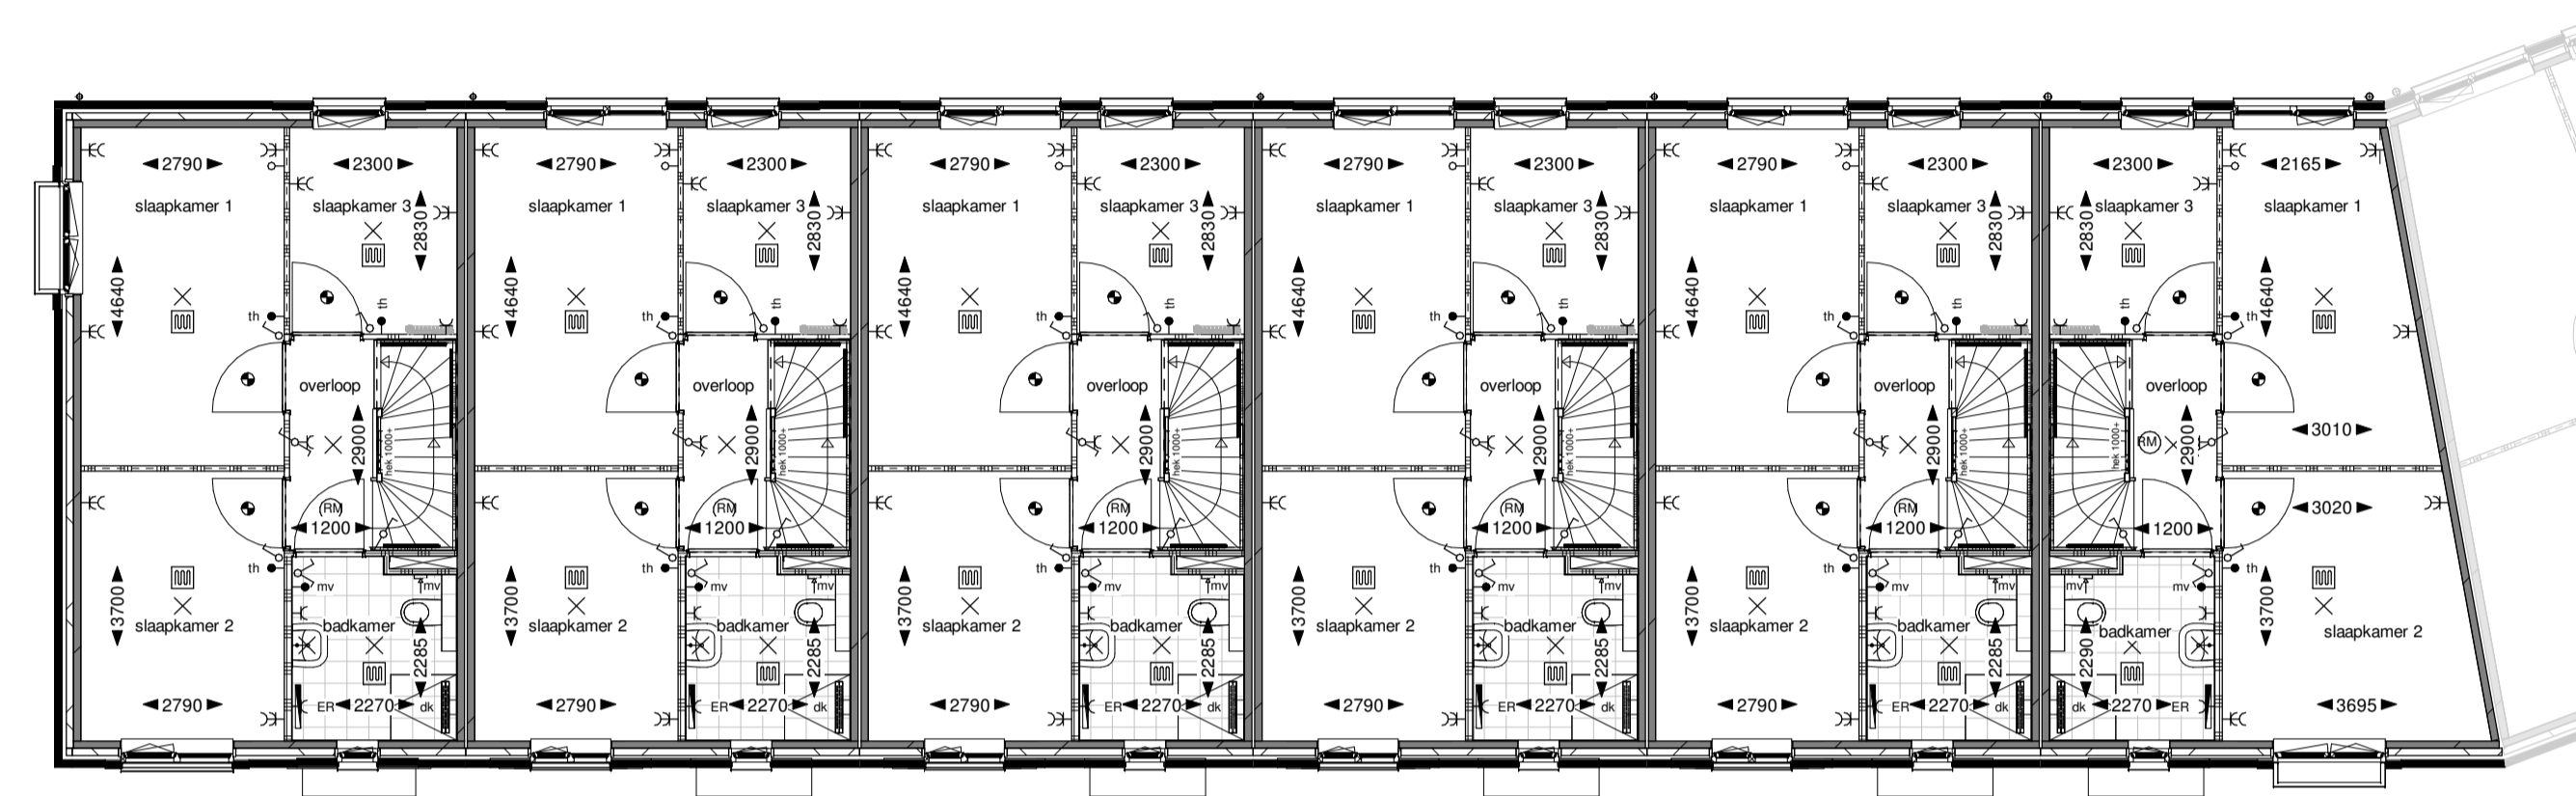 2790 2300 2790 2300 2790 2300 2790 2300 2790 2300 2300 2165
slaapkamer 1 slaapkamer 3 slaapkamer 1 slaapkamer 3 slaapkamer 1 slaapkamer 3 slaapkamer 1 slaapkamer 3 slaapkamer 1 slaapkamer 3 slaapkamer 3 slaapkamer 1
2830 2830 2830 2830 2830 2830
4640 4640 4640 4640 4640 4640
th th th th th th th th th th th th
overloop overloop overloop overloop overloop overloop
2900 2900 2900 2900 2900 RM 2900 3010
hek 1000+ hek 1000+ hek 1000+ hek 1000+ hek 1000+ hek 1000+
RM RM RM RM RM 3020
1200 1200 1200 1200 1200 1200
th th th th th th
mv mv mv mv mv mv mv mv mv mv mv mv
3700 3700 3700 3700 3700 3700
slaapkamer 2 badkamer slaapkamer 2 badkamer slaapkamer 2 badkamer slaapkamer 2 badkamer slaapkamer 2 badkamer badkamer slaapkamer 2
2285 2285 2285 2285 2285 2290
2790 ER 2270 dk 2790 ER 2270 dk 2790 ER 2270 dk 2790 ER 2270 dk 2790 ER 2270 dk dk 2270 ER 3695